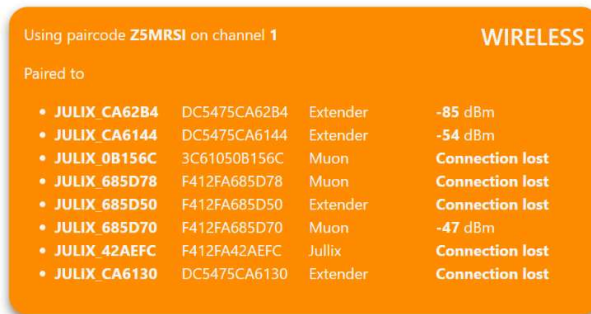 Using paircode Z5MRSI on channel 1
WIRELESS
Paired to
• JULIX_CA62B4 DC5475CA62B4 Extender -85 dBm
• JULIX_CA6144 DC5475CA6144 Extender -54 dBm
• JULIX_0B156C 3C61050B156C Muon Connection lost
• JULIX_685D78 F412FA685D78 Muon Connection lost
• JULIX_685D50 F412FA685D50 Extender Connection lost
• JULIX_685D70 F412FA685D70 Muon -47 dBm
• JULIX_42AEFC F412FA42AEFC Jullix Connection lost
• JULIX_CA6130 DC5475CA6130 Extender Connection lost